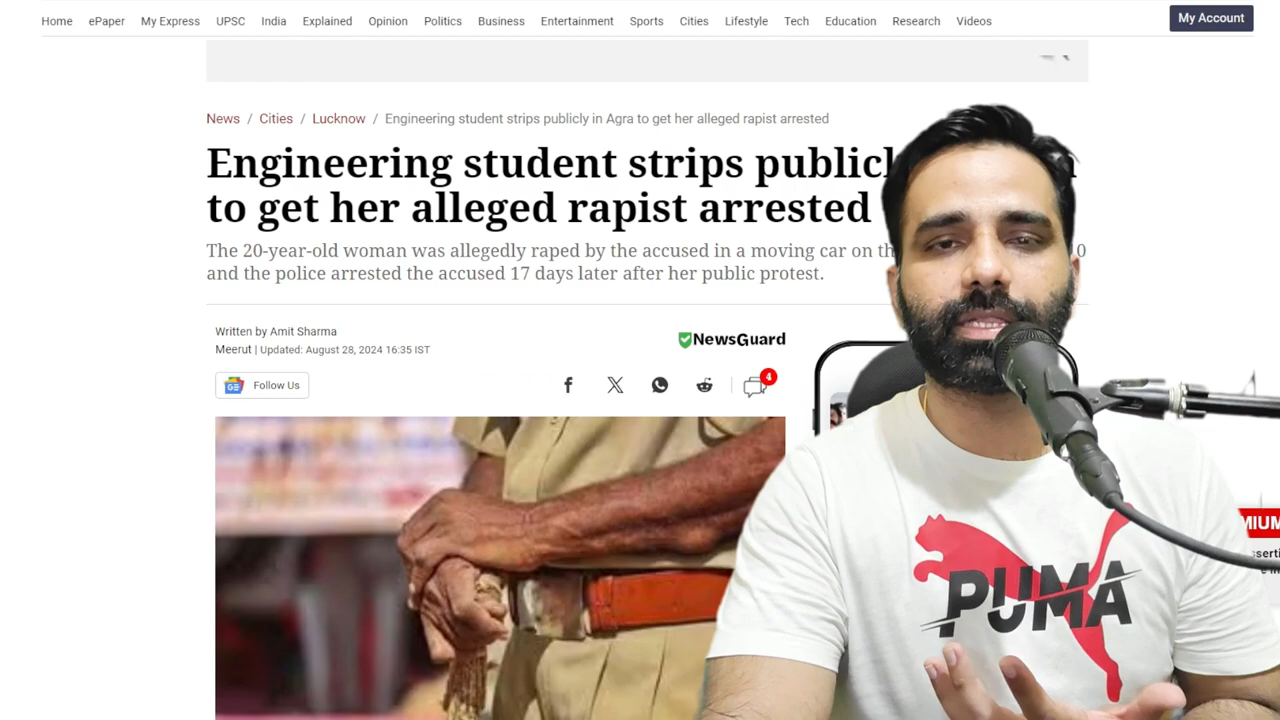 Home ePaper My Express UPSC India Explained Opinion Politics Business Entertainment Sports Cities Lifestyle Tech Education Research Videos My Account
News / Cities / Lucknow / Engineering student strips publicly in Agra to get her alleged rapist arrested
Engineering student strips
to get her alleged rapist arrested
The 20-year-old woman was allegedly raped by the accused in a moving car on
and the police arrested the accused 17 days later after her public protest.
Written by Amit Sharma
Meerut | Updated: August 28, 2024 16:35 IST
NewsGuard
GE Follow Us
4
PUMA